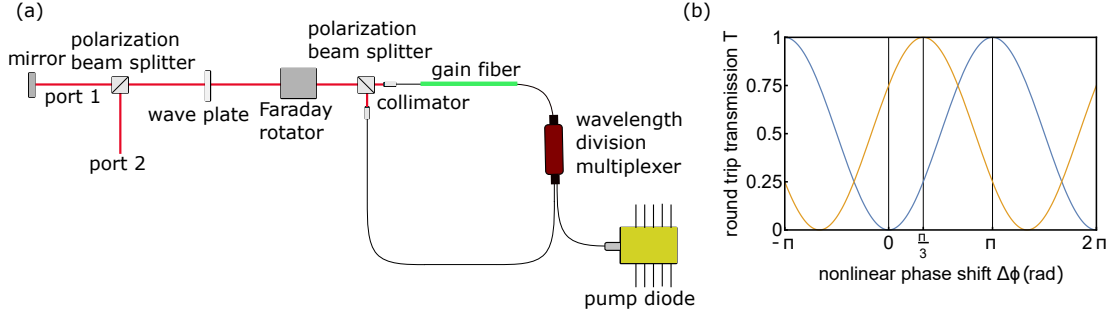 (a)
mirror
polarization
beam splitter
port 1
port 2
wave plate
Faraday
rotator
polarization
beam splitter
collimator
gain fiber
wavelength
division
multiplexer
pump diode
(b)
round trip transmission T
1
0.75
0.5
0.25
0
- π
0
π
3
π
2 π
nonlinear phase shift Δϕ (rad)